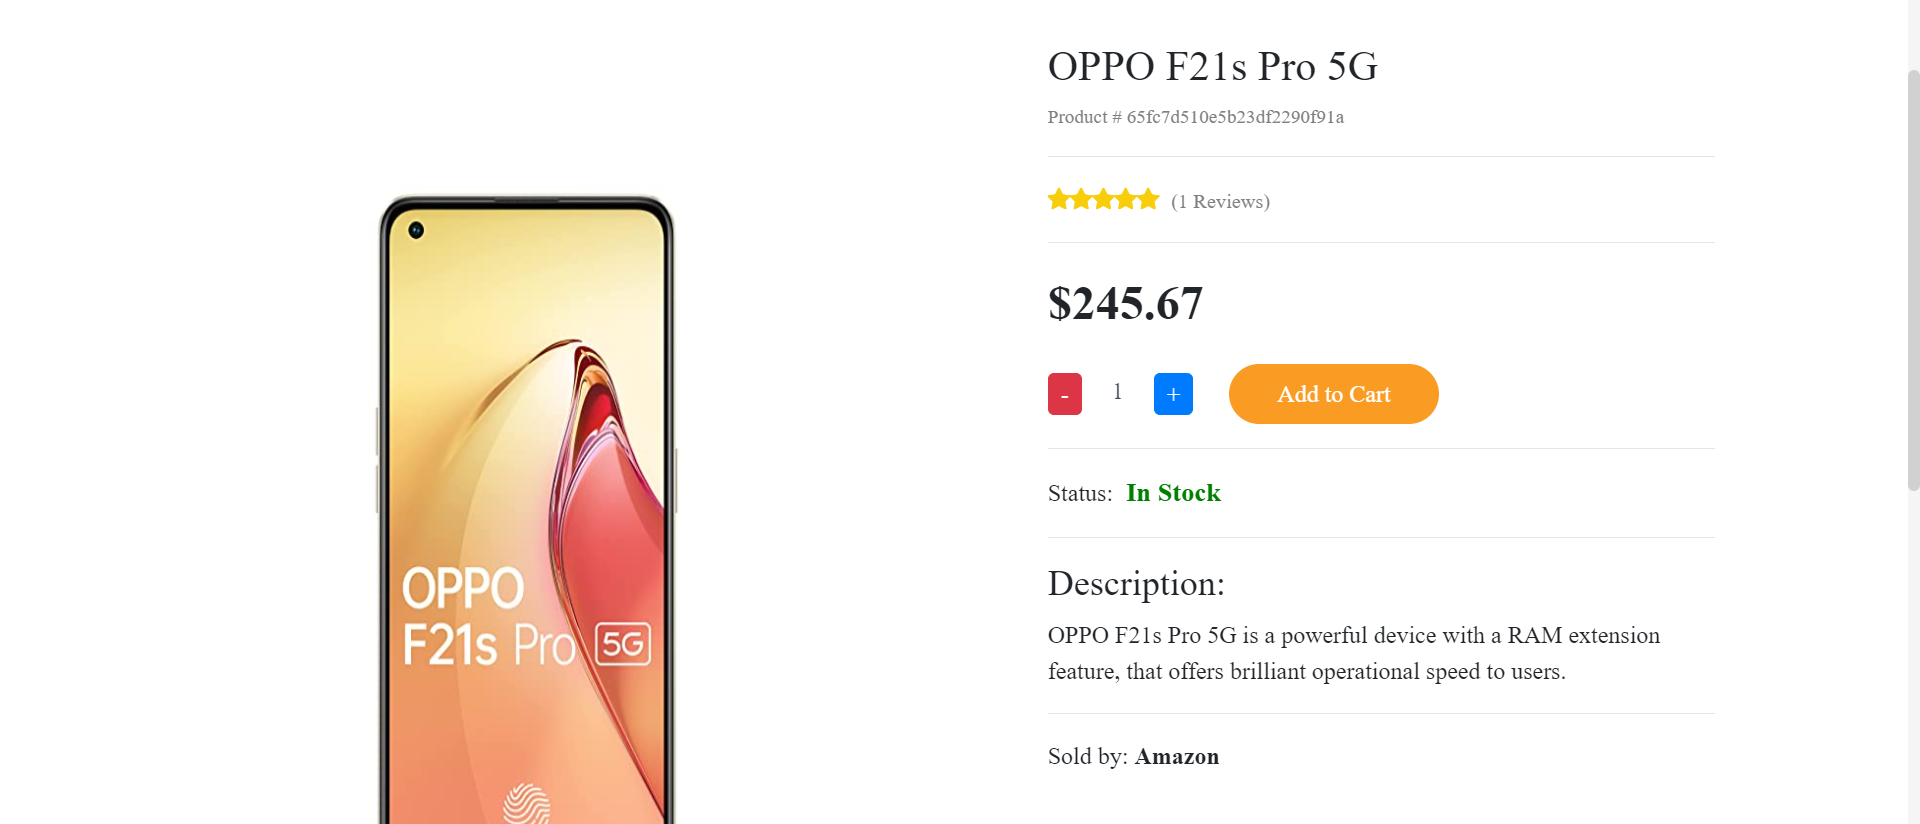 OPPO F21s Pro 5G
Product # 65fc7d510e5b23df2290f91a
(1 Reviews)
$245.67
- 1 + Add to Cart
Status: In Stock
Description:
OPPO F21s Pro 5G is a powerful device with a RAM extension
feature, that offers brilliant operational speed to users.
Sold by: Amazon
OPPO
F21s Pro 5G